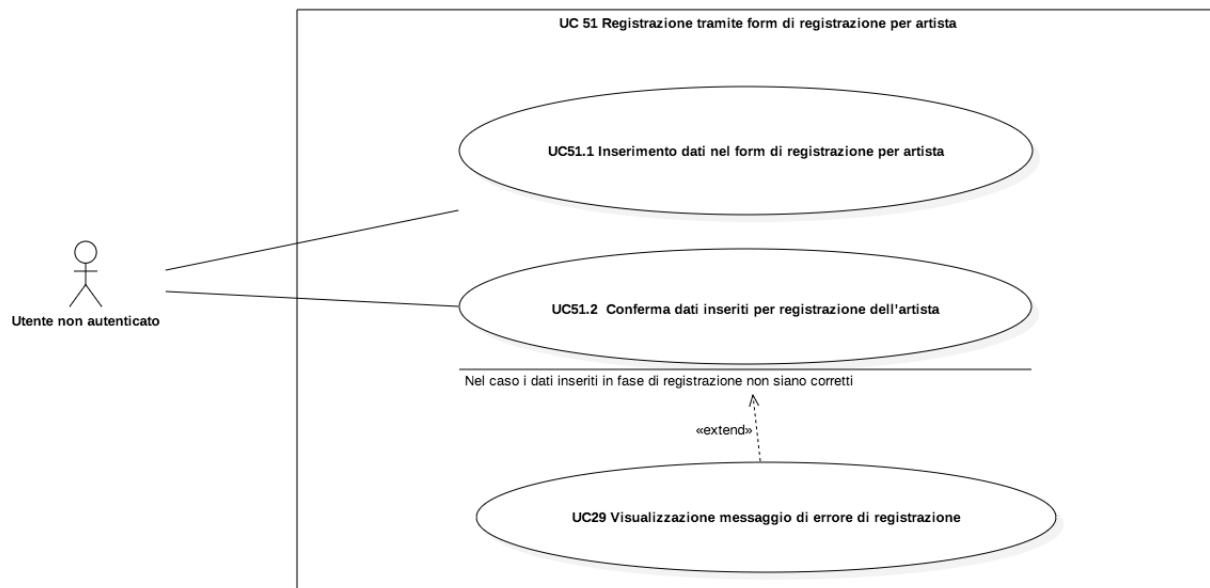 UC 51 Registrazione tramite form di registrazione per artista
UC51.1 Inserimento dati nel form di registrazione per artista
Utente non autenticato
UC51.2  Conferma dati inseriti per registrazione dell'artista
Nel caso i dati inseriti in fase di registrazione non siano corretti
«extend»
UC29 Visualizzazione messaggio di errore di registrazione